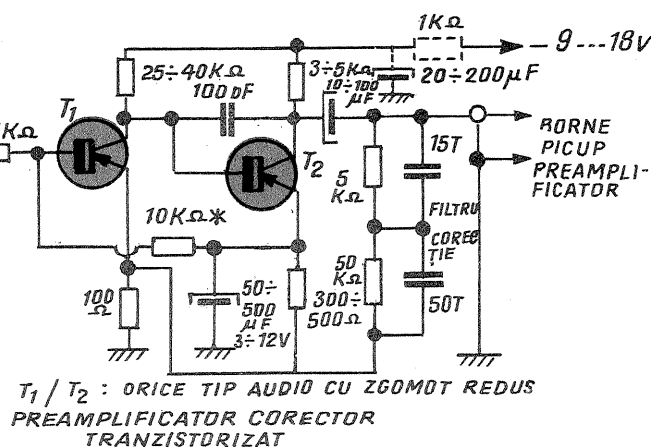 1KΩ
— 9 --- 18V
25÷40KΩ
3÷5KΩ
20÷200µF
100pF
10÷100
µF
T1
KΩ
T2
BORNE
PICUP
PREAMPLI-
FICATOR
15T
5
KΩ
FILTRU
COREC
ȚIE
10KΩ*
50
KΩ
50T
100
Ω
50÷
500
µF
3÷12V
300÷
500Ω
T1 / T2 : ORICE TIP AUDIO CU ZGOMOT REDUS
PREAMPLIFICATOR CORECTOR
TRANZISTORIZAT